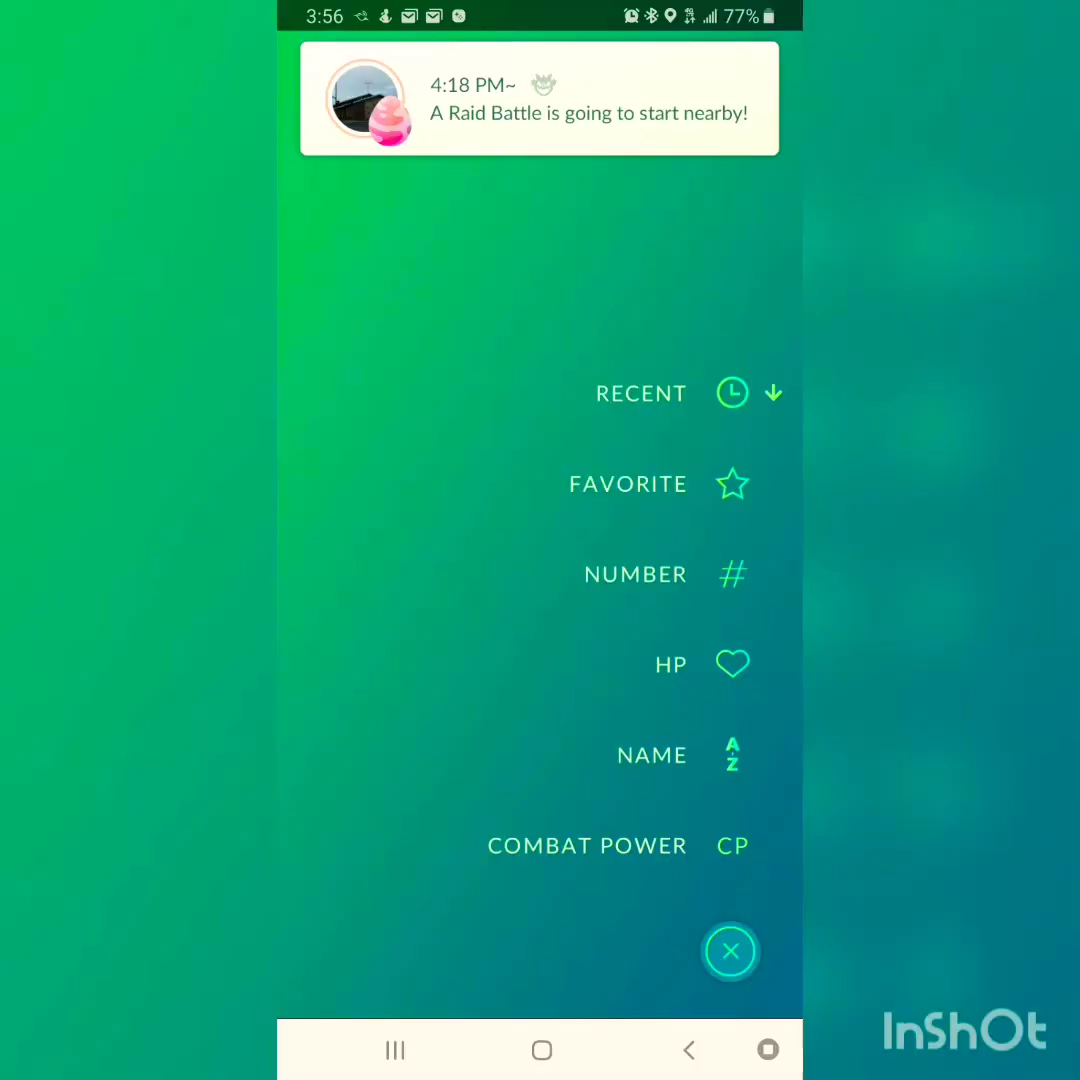 3:56
77%
4:18 PM~
A Raid Battle is going to start nearby!
RECENT
FAVORITE
NUMBER #
HP
NAME A-Z
COMBAT POWER CP
InShOt